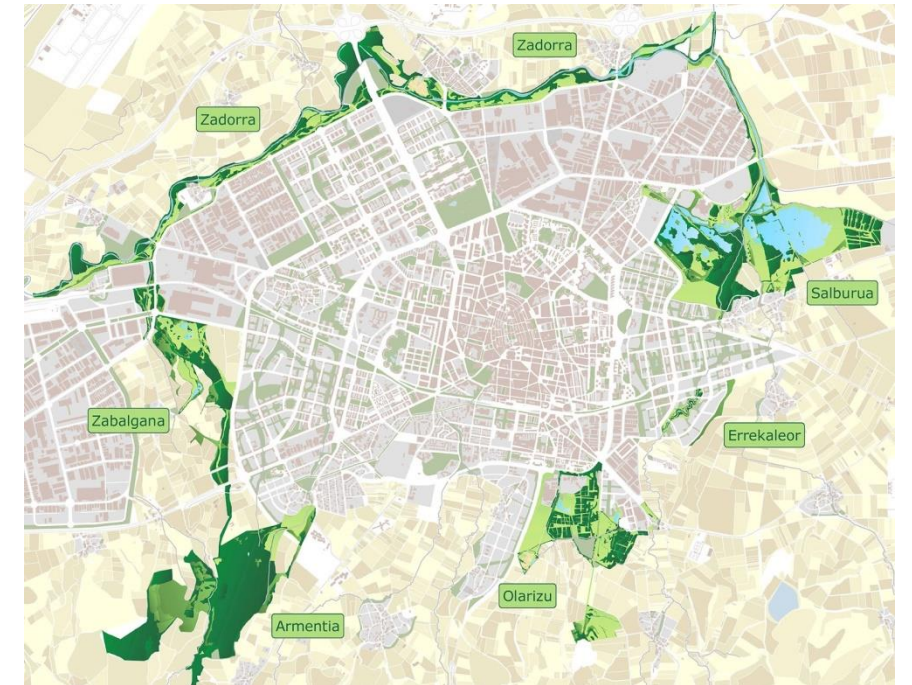 Zadorra
Zadorra
Salburua
Zabalgana
Errekaleor
Olarizu
Armentia